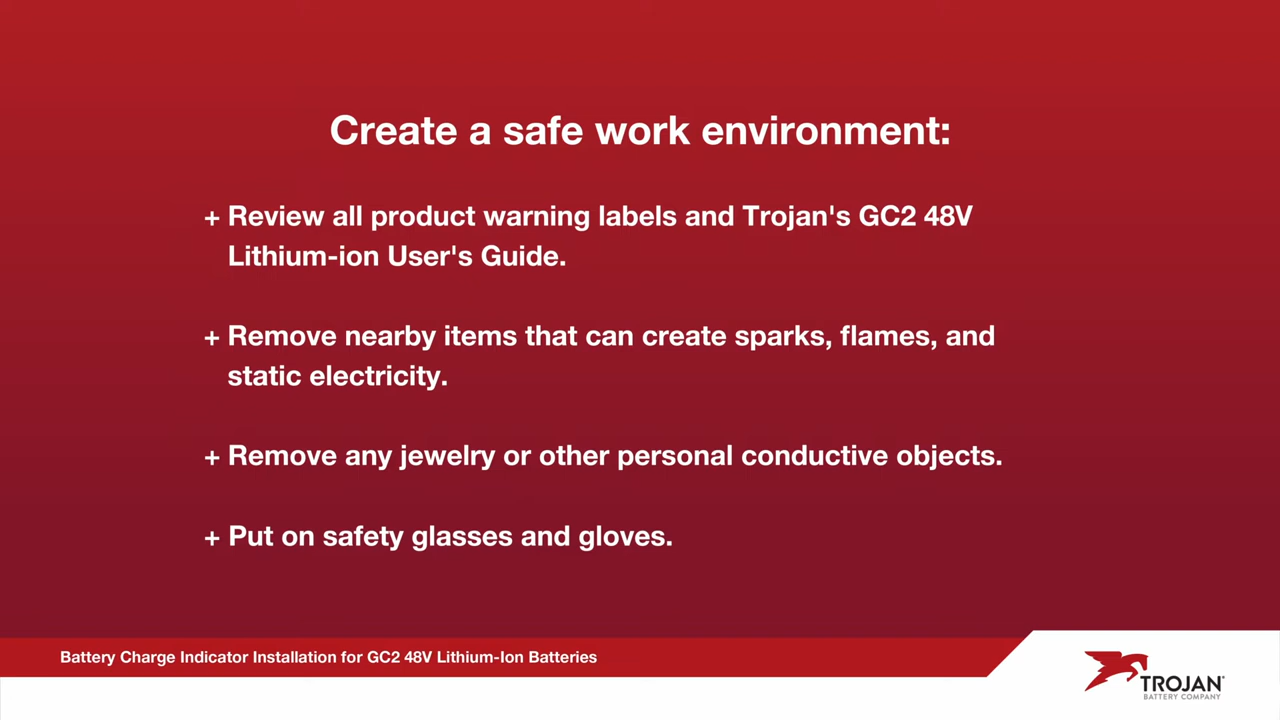 Create a safe work environment:
+ Review all product warning labels and Trojan's GC2 48V
Lithium-ion User's Guide.
+ Remove nearby items that can create sparks, flames, and
static electricity.
+ Remove any jewelry or other personal conductive objects.
+ Put on safety glasses and gloves.
Battery Charge Indicator Installation for GC2 48V Lithium-Ion Batteries
TROJAN
BATTERY COMPANY